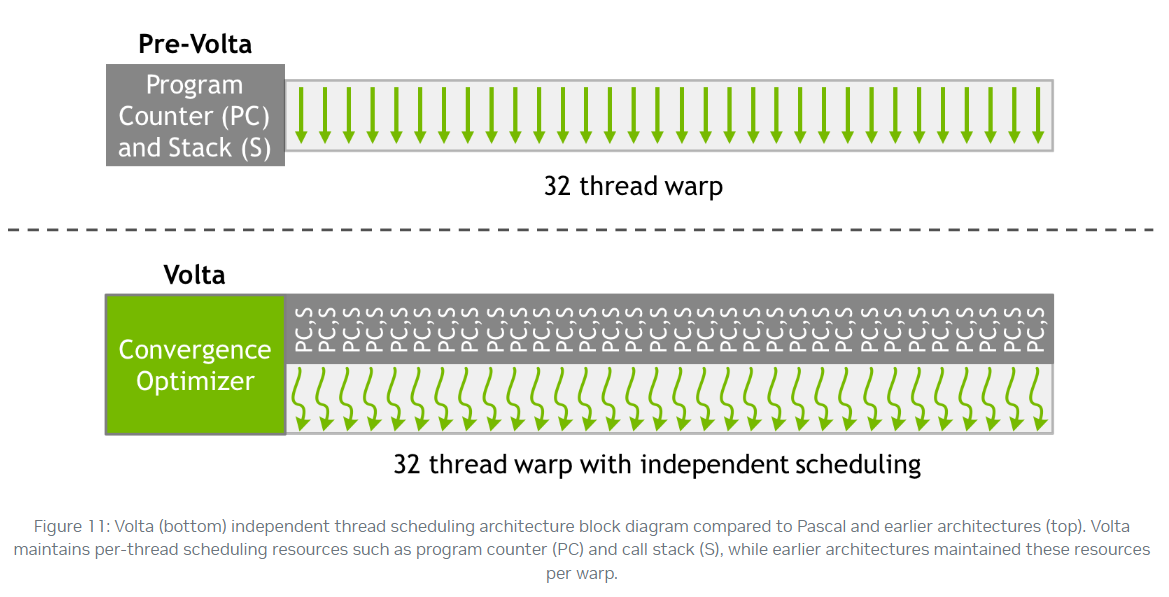 Pre-Volta
Program
Counter (PC)
and Stack (S)
32 thread warp
Volta
Convergence
Optimizer
PC,S PC,S PC,S PC,S PC,S PC,S PC,S PC,S PC,S PC,S PC,S PC,S PC,S PC,S PC,S PC,S PC,S PC,S PC,S PC,S PC,S PC,S PC,S PC,S PC,S PC,S PC,S PC,S PC,S PC,S PC,S PC,S
32 thread warp with independent scheduling
Figure 11: Volta (bottom) independent thread scheduling architecture block diagram compared to Pascal and earlier architectures (top). Volta
maintains per-thread scheduling resources such as program counter (PC) and call stack (S), while earlier architectures maintained these resources
per warp.